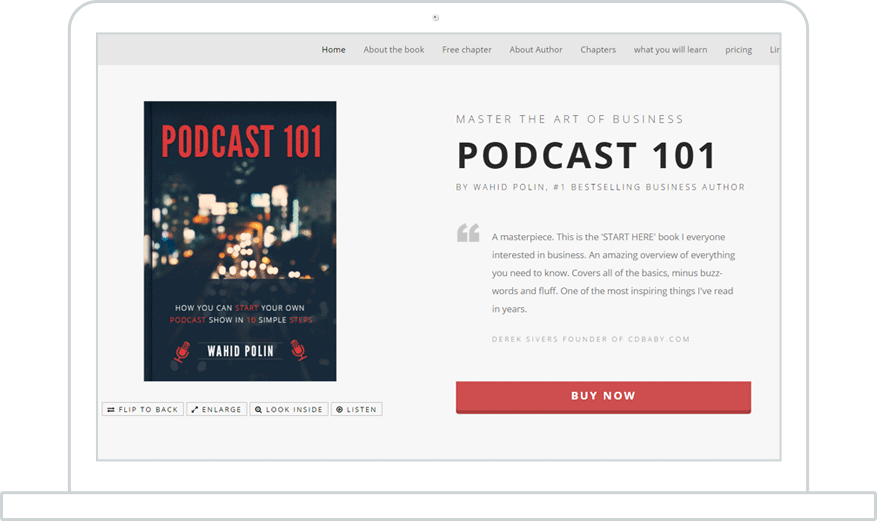 Home About the book Free chapter About Author Chapters what you will learn pricing
PODCAST 101
HOW YOU CAN START YOUR OWN
PODCAST SHOW IN 10 SIMPLE STEPS
WAHID POLIN
FLIP TO BACK ENLARGE LOOK INSIDE LISTEN
MASTER THE ART OF BUSINESS
PODCAST 101
BY WAHID POLIN, #1 BESTSELLING BUSINESS AUTHOR
“ A masterpiece. This is the 'START HERE' book I everyone
interested in business. An amazing overview of everything
you need to know. Covers all of the basics, minus buzz-
words and fluff. One of the most inspiring things I've read
in years.
DEREK SIVERS FOUNDER OF CDBABY.COM
BUY NOW